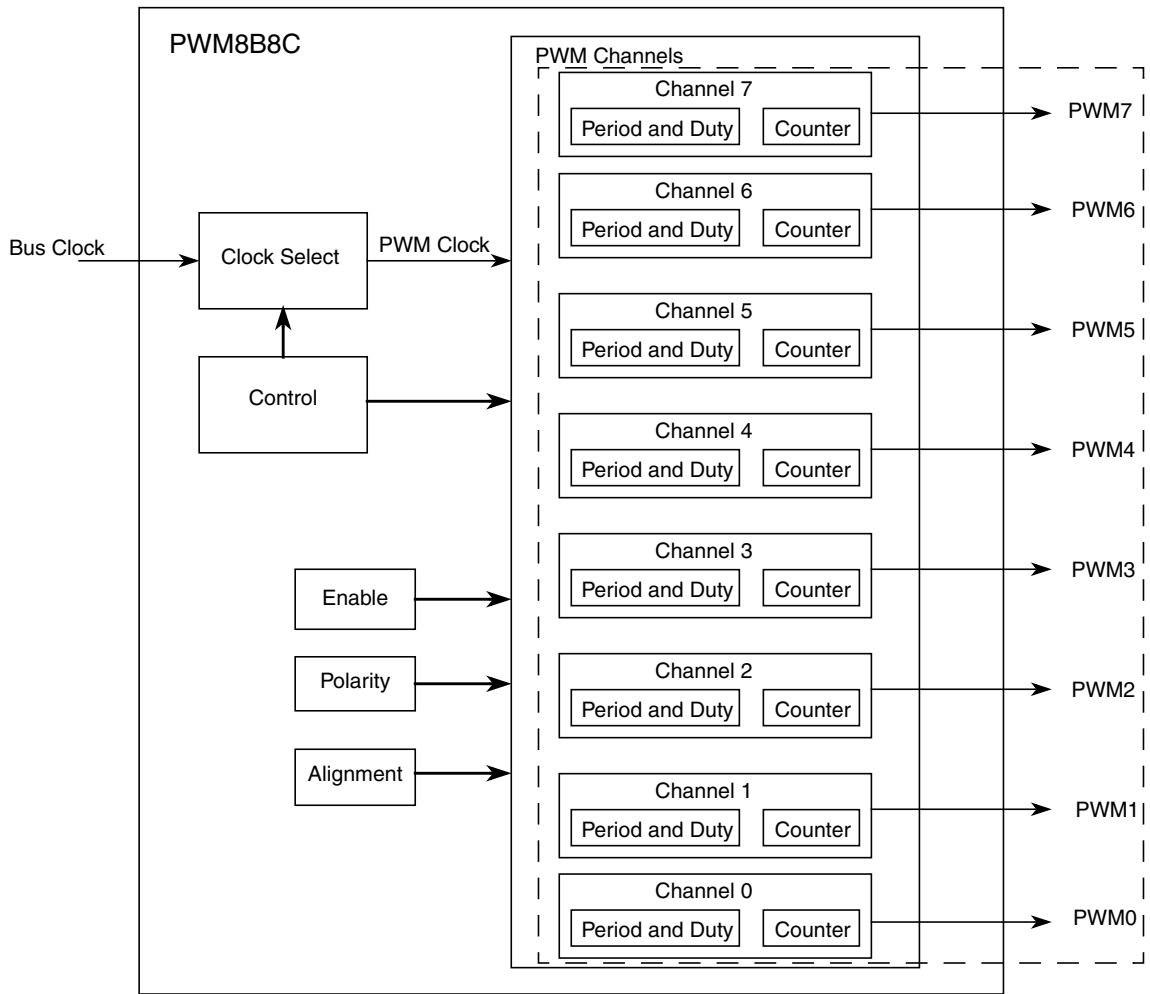 PWM8B8C
PWM Channels
Channel 7
Period and Duty
Counter
PWM7
Channel 6
Period and Duty
Counter
PWM6
Bus Clock
Clock Select
PWM Clock
Channel 5
Period and Duty
Counter
PWM5
Control
Channel 4
Period and Duty
Counter
PWM4
Channel 3
Period and Duty
Counter
PWM3
Enable
Polarity
Channel 2
Period and Duty
Counter
PWM2
Alignment
Channel 1
Period and Duty
Counter
PWM1
Channel 0
Period and Duty
Counter
PWM0